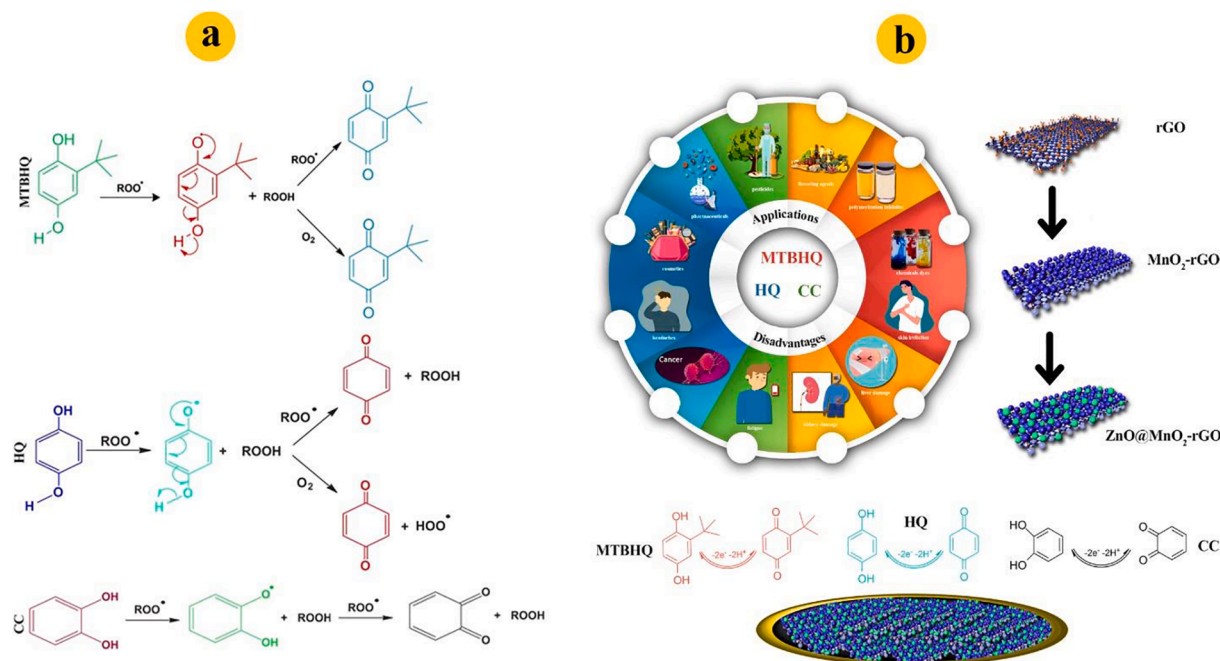 a
OH
MTBHQ
O
H
ROO•
O
O
H
+ ROOH
ROO•
O
O
O₂
O
O
OH
HQ
O
H
ROO•
O•
O
H
+ ROOH
ROO•
O
O
+ ROOH
O₂
O
O
+ HOO•
CC
OH
OH
ROO•
O•
OH
+ ROOH
ROO•
O
O
+ ROOH
b
Applications
MTBHQ
HQ CC
Disadvantages
pesticides
flavoring agents
polymerization inhibitor
skin irritation
liver damage
kidney damage
fatigue
Cancer
headaches
cosmetics
pharmaceuticals
rGO
MnO₂-rGO
ZnO@MnO₂-rGO
MTBHQ
OH
OH
-2e⁻ -2H⁺
O
O
HQ
OH
OH
-2e⁻ -2H⁺
O
O
HO
HO
-2e⁻ -2H⁺
O
O
CC